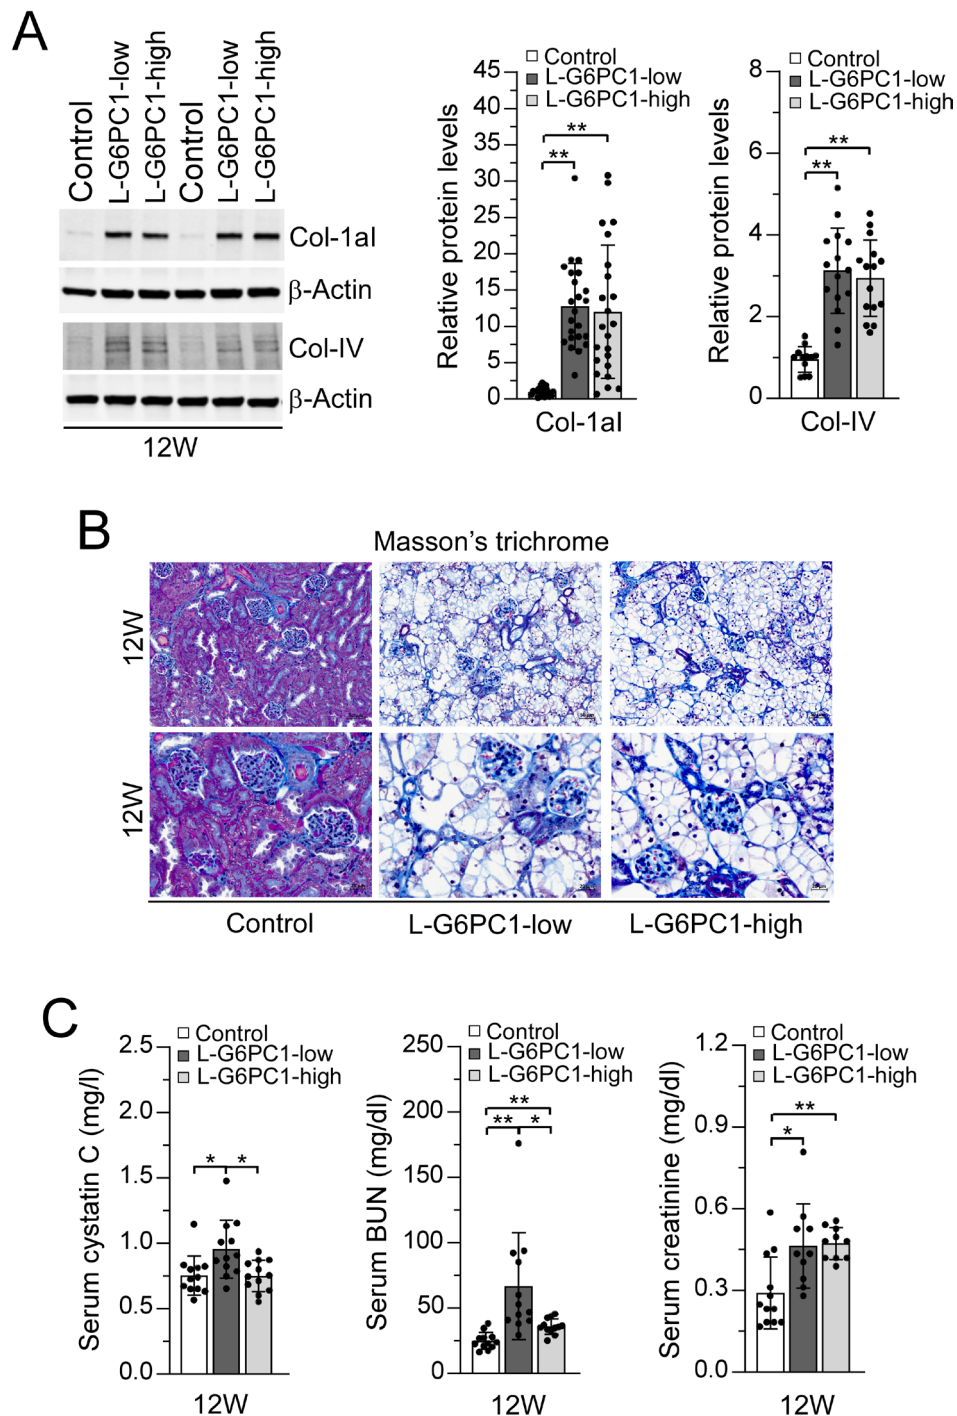 A
Control
L-G6PC1-low
L-G6PC1-high
Control
L-G6PC1-low
L-G6PC1-high
Col-1aI
β-Actin
Col-IV
β-Actin
12W
Control
L-G6PC1-low
L-G6PC1-high
Relative protein levels
45
40
35
30
25
20
15
10
5
0
**
**
Col-1aI
Control
L-G6PC1-low
L-G6PC1-high
Relative protein levels
8
6
4
2
0
**
**
Col-IV
B
Masson's trichrome
12W
12W
Control
L-G6PC1-low
L-G6PC1-high
C
Control
L-G6PC1-low
L-G6PC1-high
Serum cystatin C (mg/l)
2.5
2.0
1.5
1.0
0.5
0.0
*
*
12W
Control
L-G6PC1-low
L-G6PC1-high
Serum BUN (mg/dl)
250
200
150
100
50
0
**
**
*
12W
Control
L-G6PC1-low
L-G6PC1-high
Serum creatinine (mg/dl)
1.2
0.9
0.6
0.3
0.0
**
*
12W